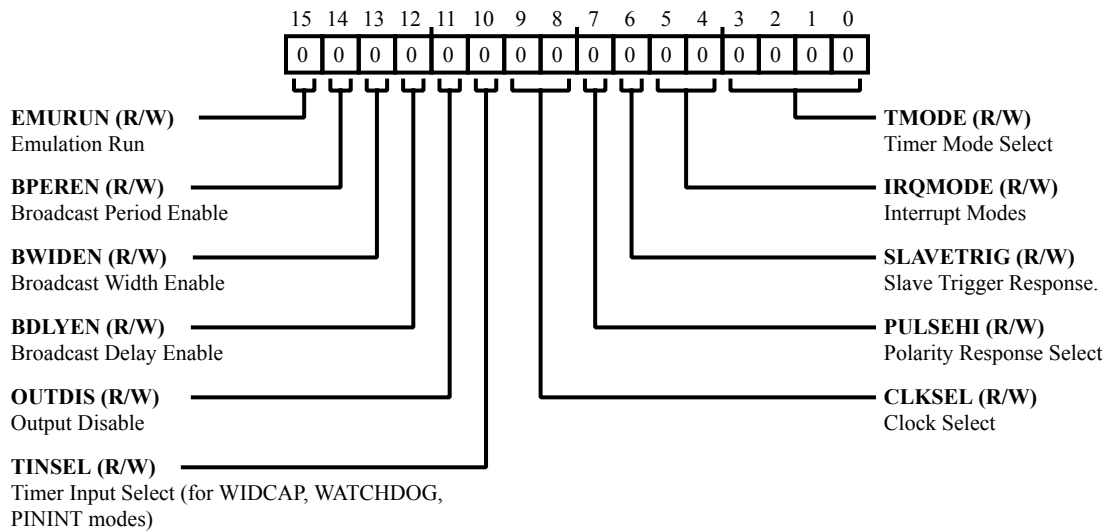 15 14 13 12 11 10 9 8 7 6 5 4 3 2 1 0
0 0 0 0 0 0 0 0 0 0 0 0 0 0 0 0
EMURUN (R/W)
Emulation Run
BPEREN (R/W)
Broadcast Period Enable
BWIDEN (R/W)
Broadcast Width Enable
BDLYEN (R/W)
Broadcast Delay Enable
OUTDIS (R/W)
Output Disable
TINSEL (R/W)
Timer Input Select (for WIDCAP, WATCHDOG,
PININT modes)
TMODE (R/W)
Timer Mode Select
IRQMODE (R/W)
Interrupt Modes
SLAVETRIG (R/W)
Slave Trigger Response.
PULSEHI (R/W)
Polarity Response Select
CLKSEL (R/W)
Clock Select